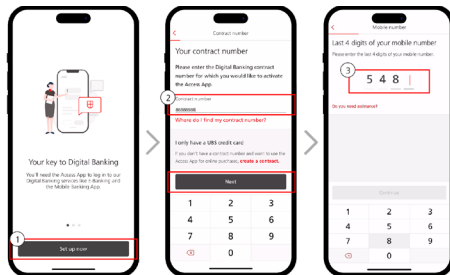 Your key to Digital Banking
You'll need the Access App to log in to our
Digital Banking services like E-Banking and
the Mobile Banking App.
1
Set up now
Contract number
Your contract number
Please enter the Digital Banking contract
number for which you would like to activate
the Access App.
2
Contract number
Where do I find my contract number?
I only have a UBS credit card
If you don't have a contract number and want to use the
Access App for online purchases, create a contract.
Next
1 2 3
4 5 6
7 8 9
0
Mobile number
Last 4 digits of your mobile number
Please enter the last 4 digits of your mobile number.
3
5 4 8
Do you need assistance?
Continue
1 2 3
4 5 6
7 8 9
0